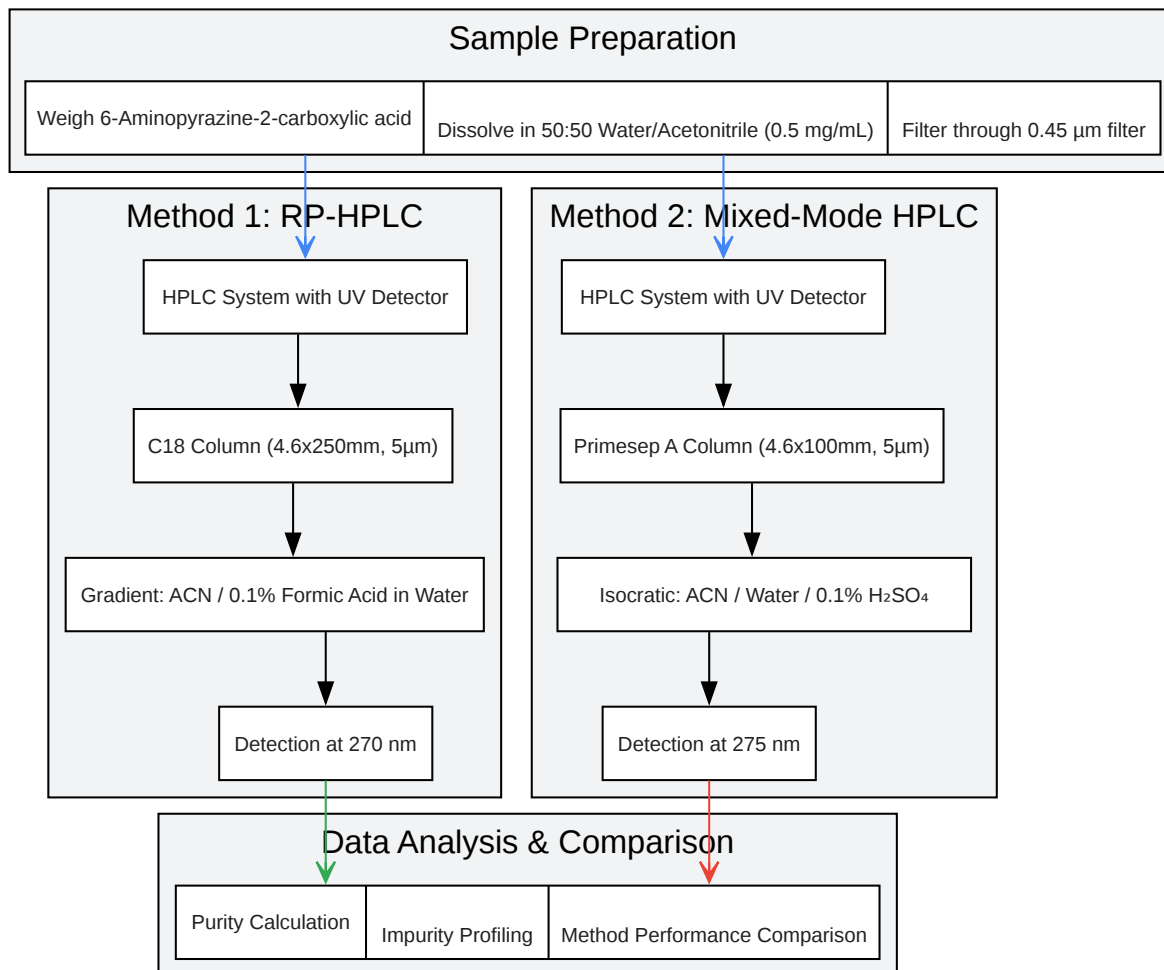 Sample Preparation
Weigh 6-Aminopyrazine-2-carboxylic acid
Dissolve in 50:50 Water/Acetonitrile (0.5 mg/mL)
Filter through 0.45 µm filter
Method 1: RP-HPLC
HPLC System with UV Detector
C18 Column (4.6x250mm, 5µm)
Gradient: ACN / 0.1% Formic Acid in Water
Detection at 270 nm
Method 2: Mixed-Mode HPLC
HPLC System with UV Detector
Primesep A Column (4.6x100mm, 5µm)
Isocratic: ACN / Water / 0.1% H₂SO₄
Detection at 275 nm
Data Analysis & Comparison
Purity Calculation
Impurity Profiling
Method Performance Comparison